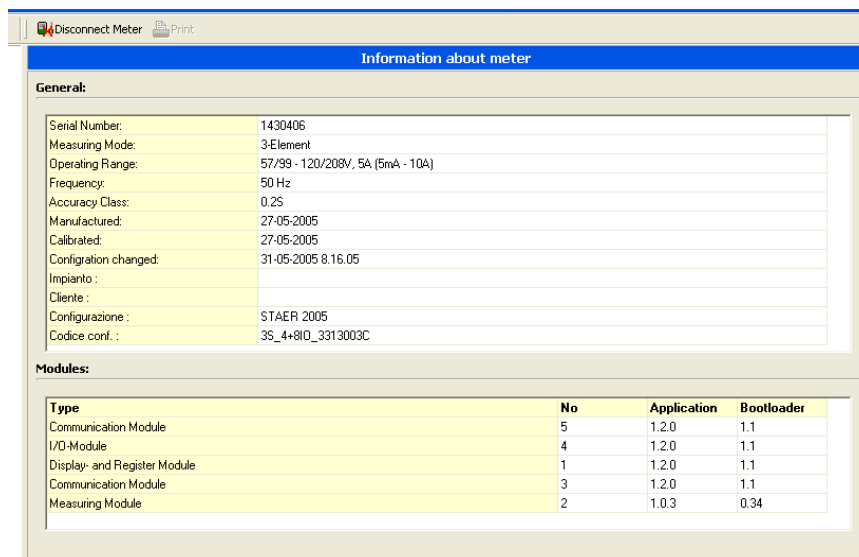 Disconnect Meter Print
Information about meter
General:
Serial Number: 1430406
Measuring Mode: 3-Element
Operating Range: 57/99 - 120/208V, 5A (5mA - 10A)
Frequency: 50 Hz
Accuracy Class: 0.2S
Manufactured: 27-05-2005
Calibrated: 27-05-2005
Configration changed: 31-05-2005 8.16.05
Impianto :
Cliente :
Configurazione : STAER 2005
Codice conf. : 3S_4+8IO_3313003C
Modules:
Type No Application Bootloader
Communication Module 5 1.2.0 1.1
I/O-Module 4 1.2.0 1.1
Display- and Register Module 1 1.2.0 1.1
Communication Module 3 1.2.0 1.1
Measuring Module 2 1.0.3 0.34